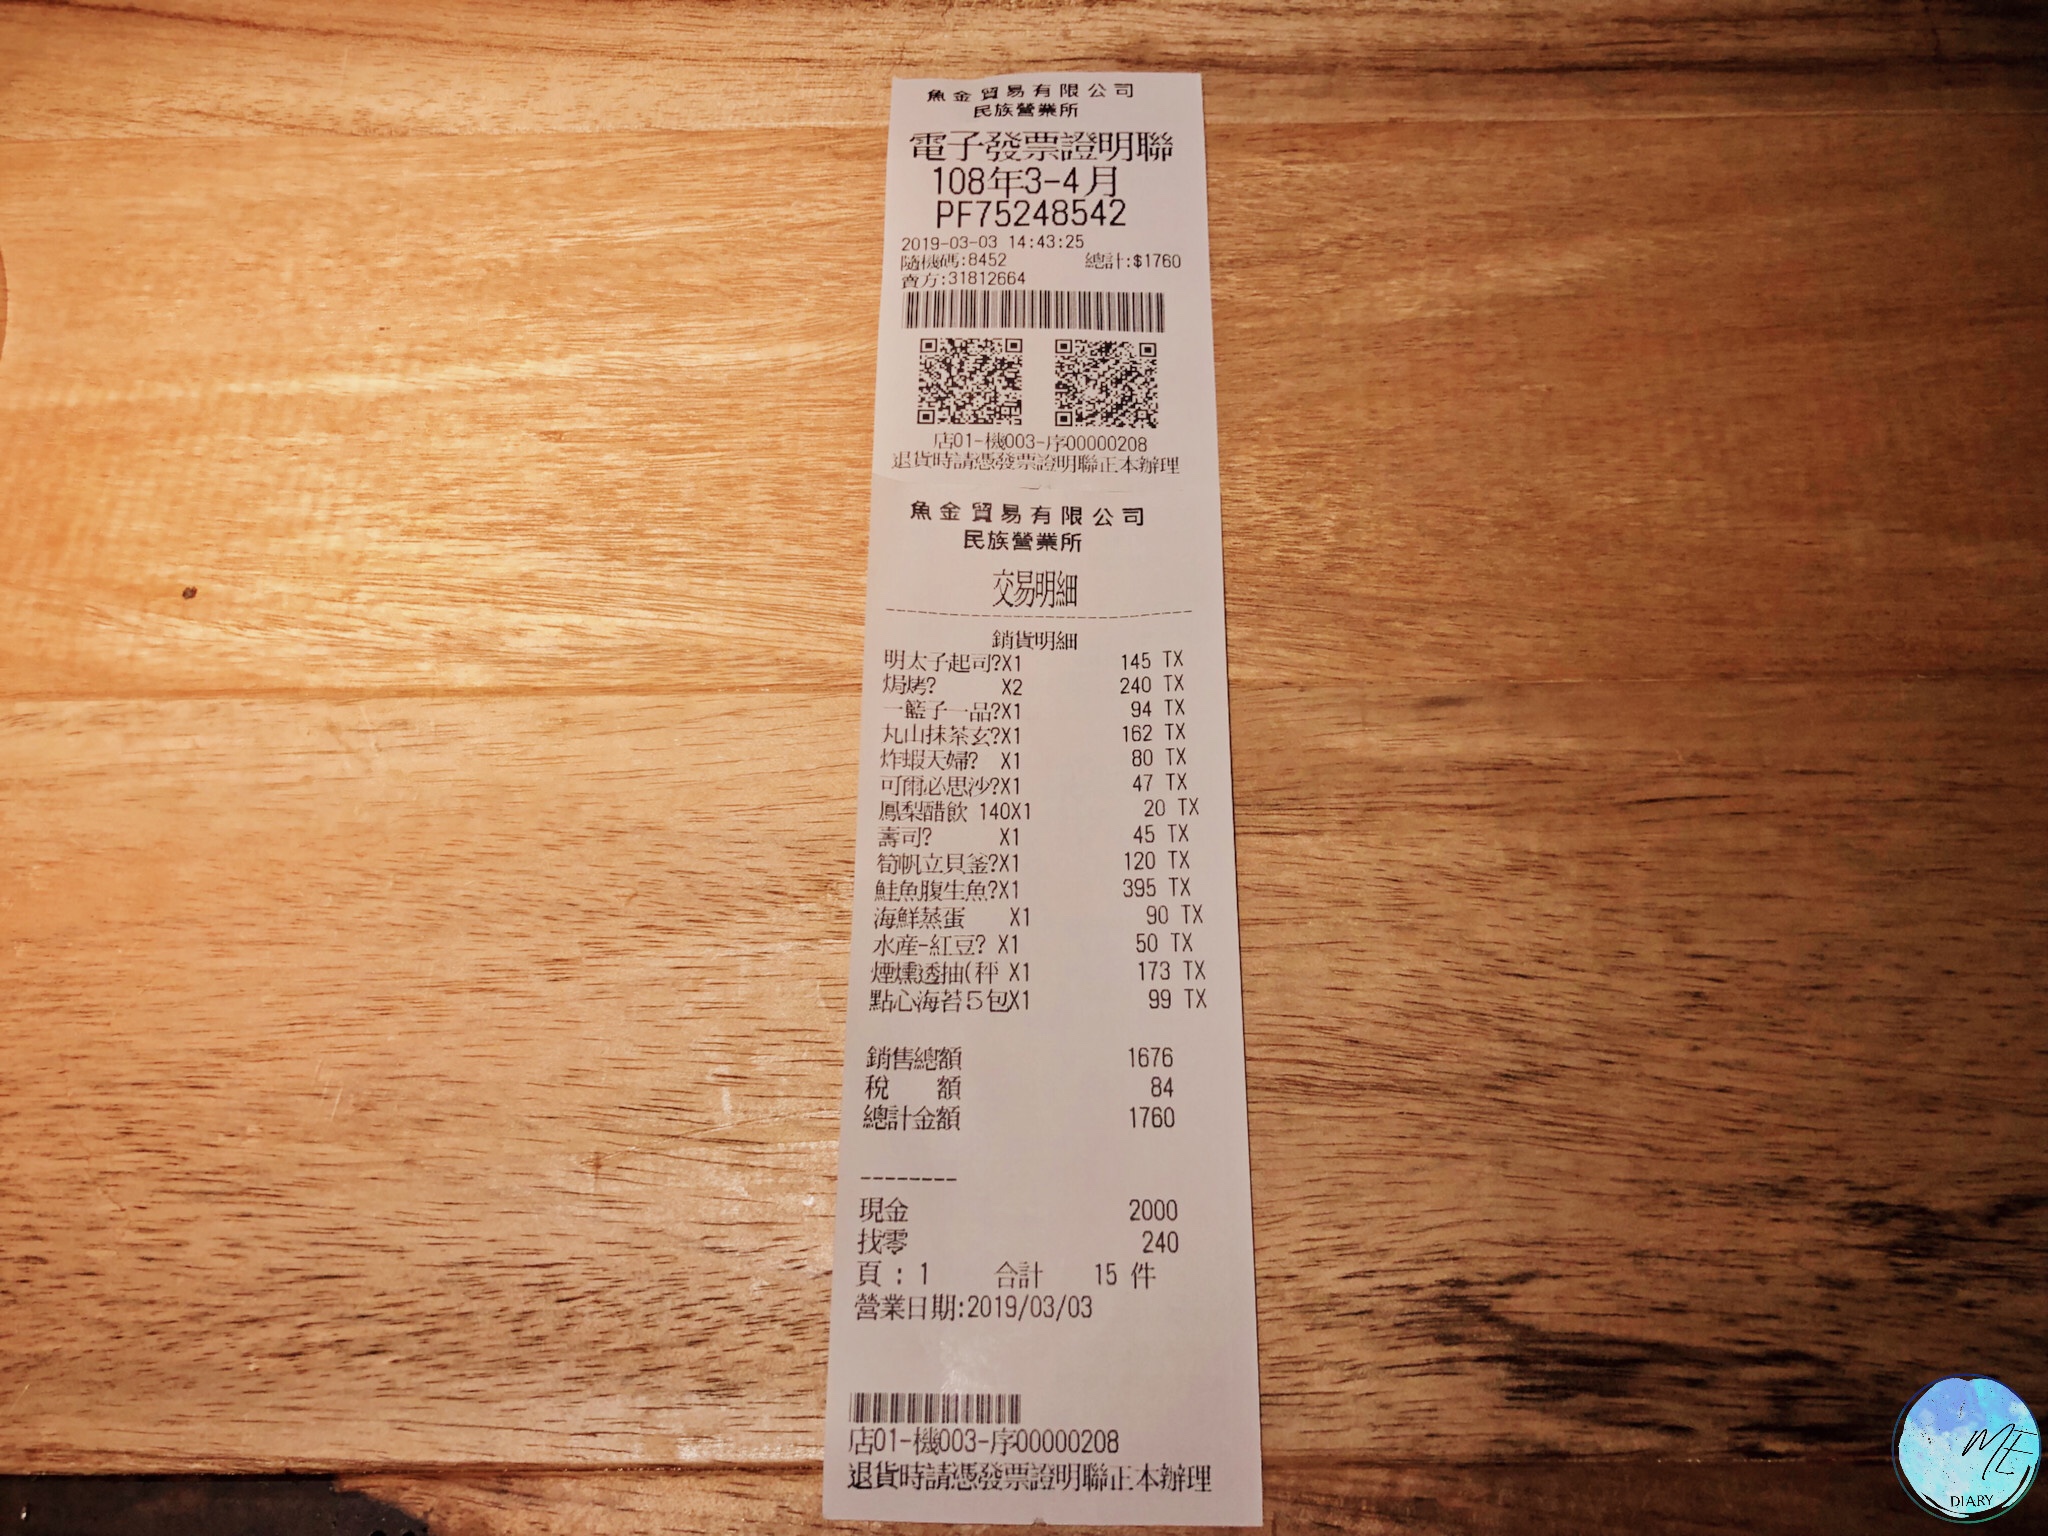 魚金貿易有限公司
民族營業所
電子發票證明聯
108年3-4月
PF75248542
2019-03-03 14:43:25
隨機碼:8452 總計:$1760
賣方:31812664
店01-機003-序00000208
退貨時請憑發票證明聯正本辦理
魚金貿易有限公司
民族營業所
交易明細
銷貨明細
明太子起司?X1 145 TX
焗烤? X2 240 TX
一籃子一品?X1 94 TX
丸山抹茶玄?X1 162 TX
炸蝦天婦? X1 80 TX
可爾必思沙?X1 47 TX
鳳梨醋飲 140X1 20 TX
壽司? X1 45 TX
筍帆立貝釜?X1 120 TX
鮭魚腹生魚?X1 395 TX
海鮮蒸蛋 X1 90 TX
水産-紅豆? X1 50 TX
煙燻透抽(秤 X1 173 TX
點心海苔５包X1 99 TX
銷售總額 1676
稅 額 84
總計金額 1760
--------
現金 2000
找零 240
頁：1 合計 15 件
營業日期:2019/03/03
店01-機003-序00000208
退貨時請憑發票證明聯正本辦理
ME
DIARY